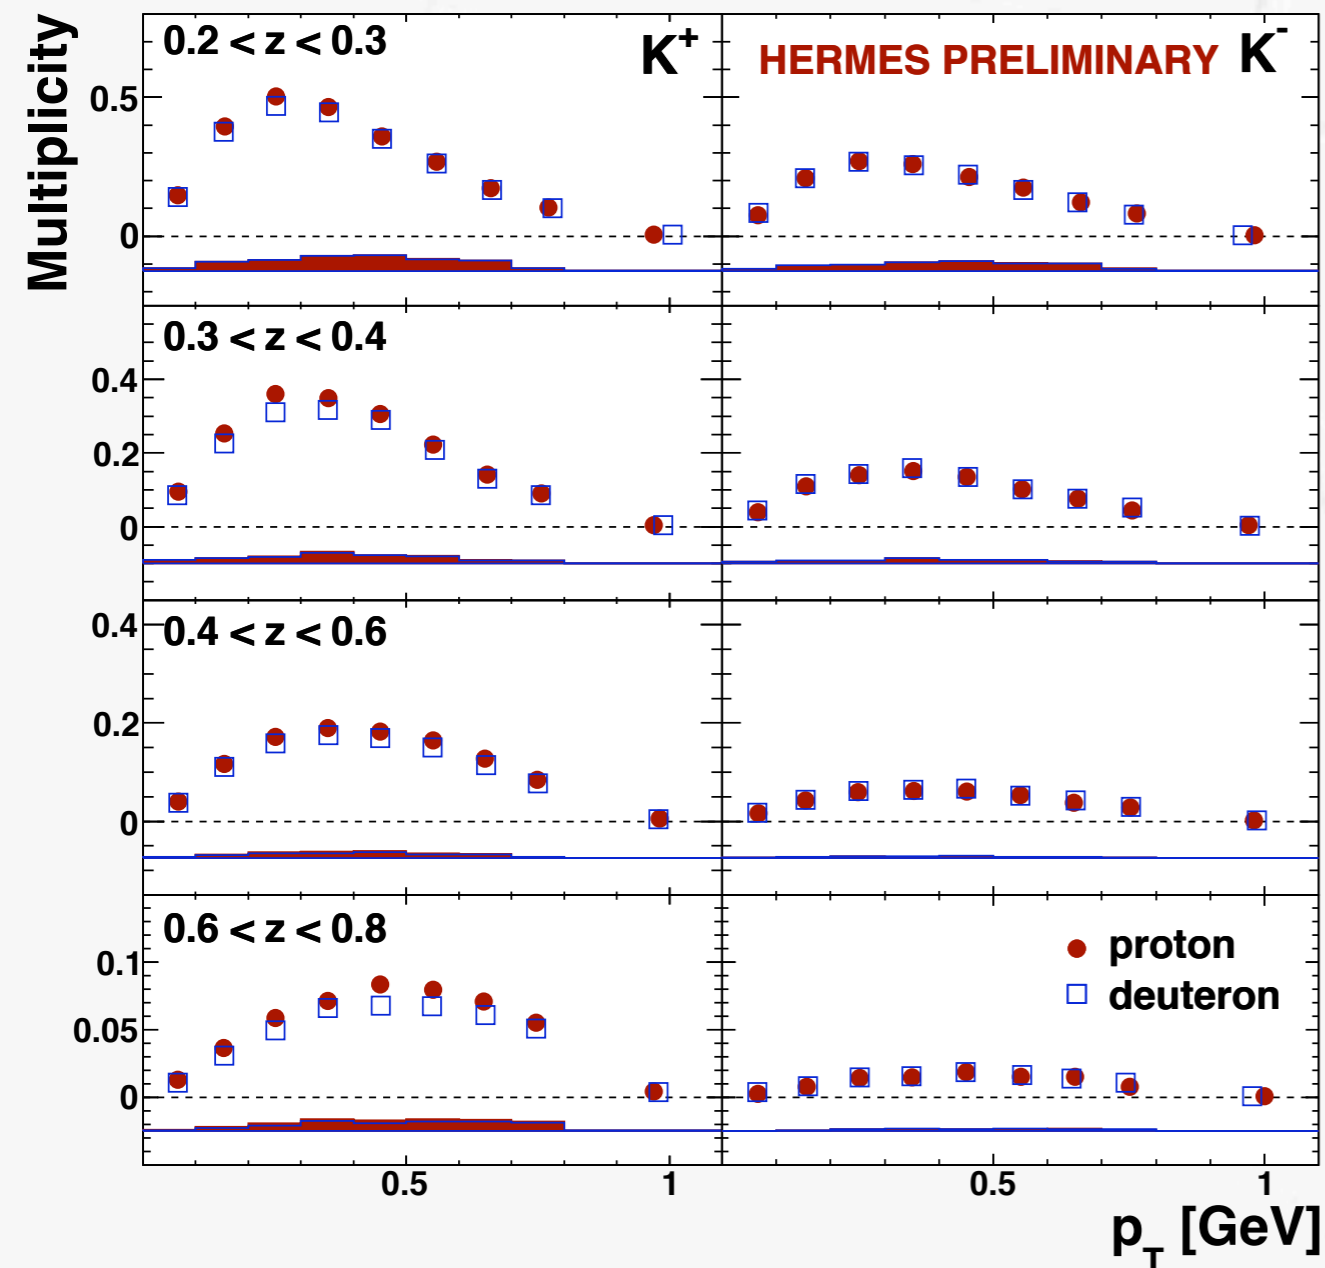 Multiplicity
0.2 < z < 0.3
K+
HERMES PRELIMINARY K-
0.5
0
0.3 < z < 0.4
0.4
0.2
0
0.4 < z < 0.6
0.4
0.2
0
0.6 < z < 0.8
0.1
0.05
0
proton
deuteron
0.5
1
0.5
1
pT [GeV]